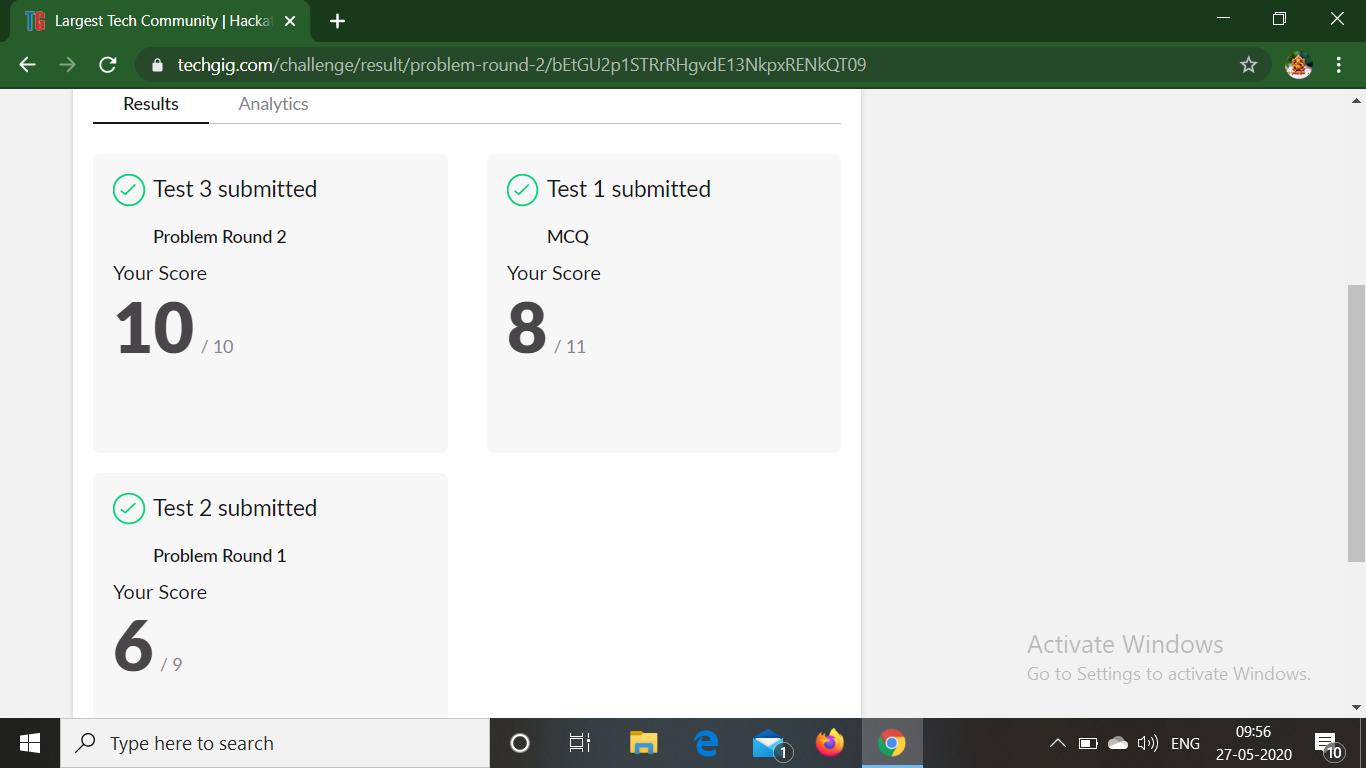 TG Largest Tech Community | Hackat
techgig.com/challenge/result/problem-round-2/bEtGU2p1STRrRHgvdE13NkpxRENkQT09
Results Analytics
Test 3 submitted
Problem Round 2
Your Score
10 / 10
Test 1 submitted
MCQ
Your Score
8 / 11
Test 2 submitted
Problem Round 1
Your Score
6 / 9
Activate Windows
Go to Settings to activate Windows.
Type here to search
1
ENG
09:56
27-05-2020
10